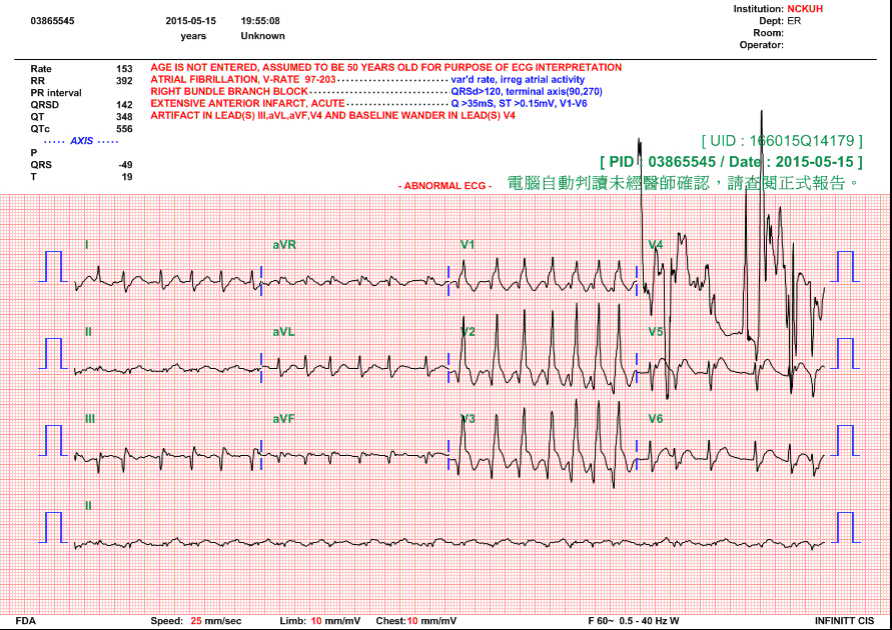 Institution: NCKUH
03865545 2015-05-15 19:55:08 Dept: ER
years Unknown Room:
Operator:
Rate 153 AGE IS NOT ENTERED, ASSUMED TO BE 50 YEARS OLD FOR PURPOSE OF ECG INTERPRETATION
RR 392 ATRIAL FIBRILLATION, V-RATE 97-203 - - - - - - - - - - - - - - - - - - - - - - var'd rate, irreg atrial activity
PR interval RIGHT BUNDLE BRANCH BLOCK - - - - - - - - - - - - - - - - - - - - - - - - - - - QRSd>120, terminal axis(90,270)
QRSD 142 EXTENSIVE ANTERIOR INFARCT, ACUTE - - - - - - - - - - - - - - - - - - - - Q >35mS, ST >0.15mV, V1-V6
QT 348 ARTIFACT IN LEAD(S) III,aVL,aVF,V4 AND BASELINE WANDER IN LEAD(S) V4
QTc 556
----- AXIS -----
P
QRS -49
T 19
[ UID : 166015Q14179 ]
[ PID : 03865545 / Date : 2015-05-15 ]
- ABNORMAL ECG - 電腦自動判讀未經醫師確認，請查閱正式報告。
I aVR V1 V4
II aVL V2 V5
III aVF V3 V6
II
FDA Speed: 25 mm/sec Limb: 10 mm/mV Chest: 10 mm/mV F 60~ 0.5 - 40 Hz W INFINITT CIS